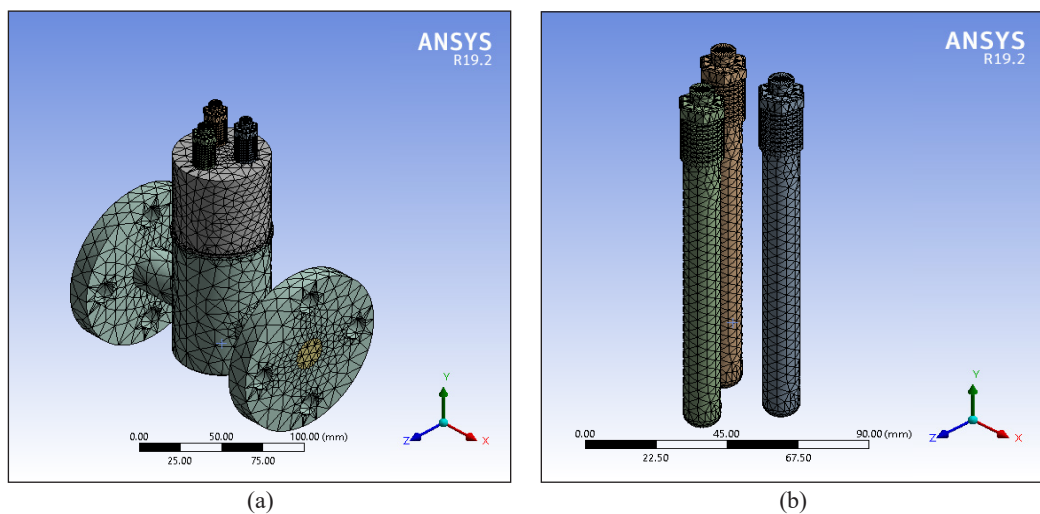 ANSYS
R19.2
Y
Z
X
0.00 50.00 100.00 (mm)
25.00 75.00
(a)
ANSYS
R19.2
Y
Z
X
0.00 45.00 90.00 (mm)
22.50 67.50
(b)